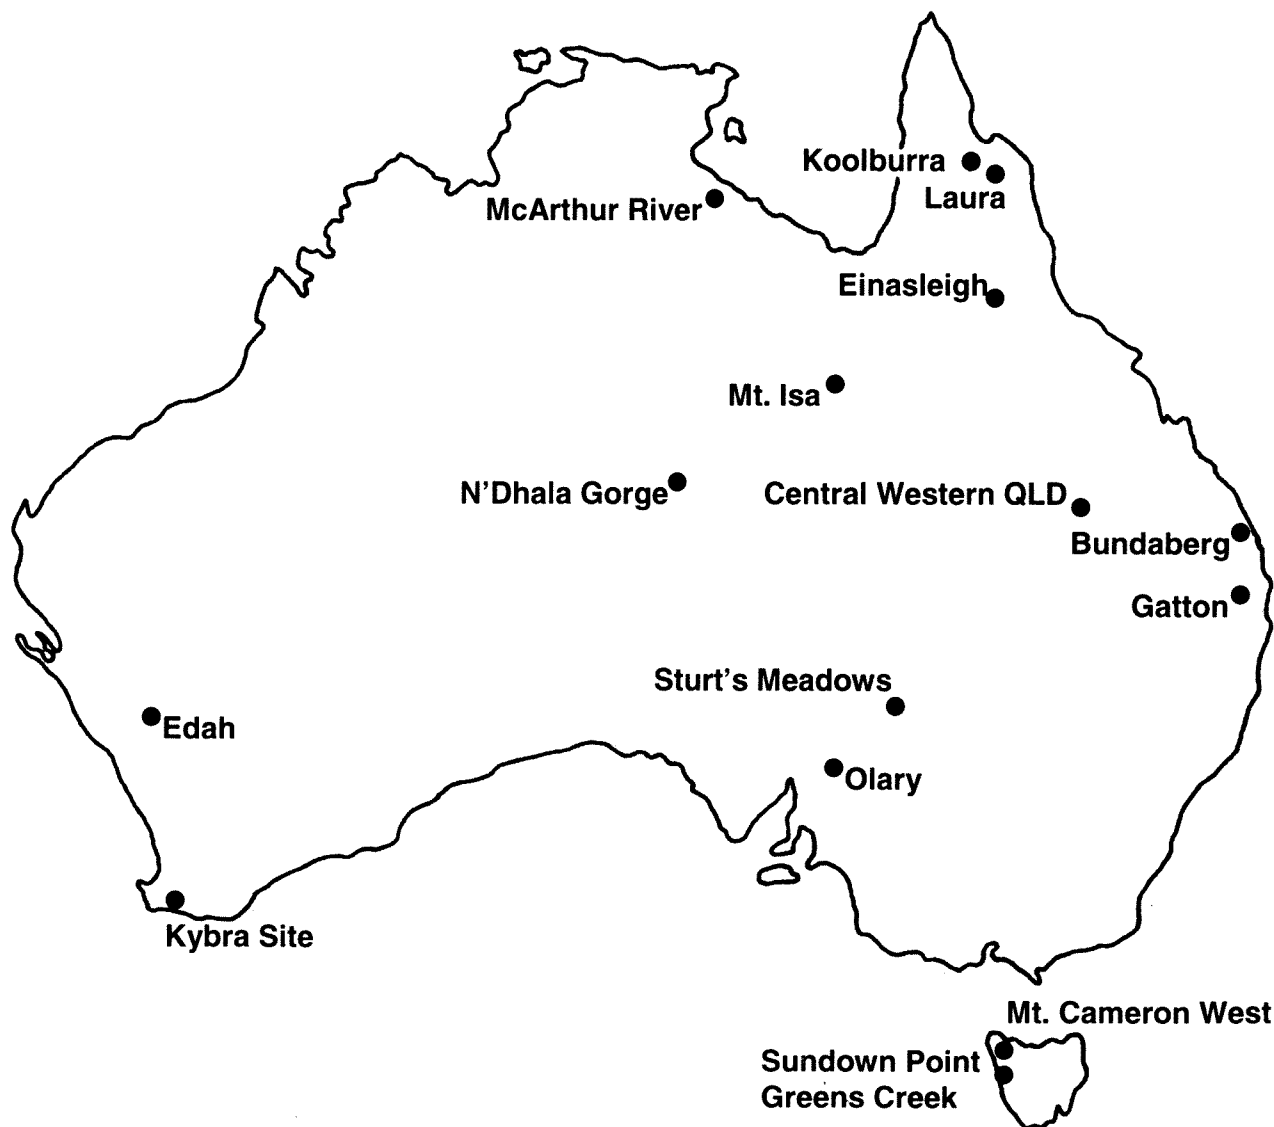 Koolburra
Laura
McArthur River
Einasleigh
Mt. Isa
N'Dhala Gorge
Central Western QLD
Bundaberg
Gatton
Sturt's Meadows
Edah
Olary
Kybra Site
Mt. Cameron West
Sundown Point
Greens Creek